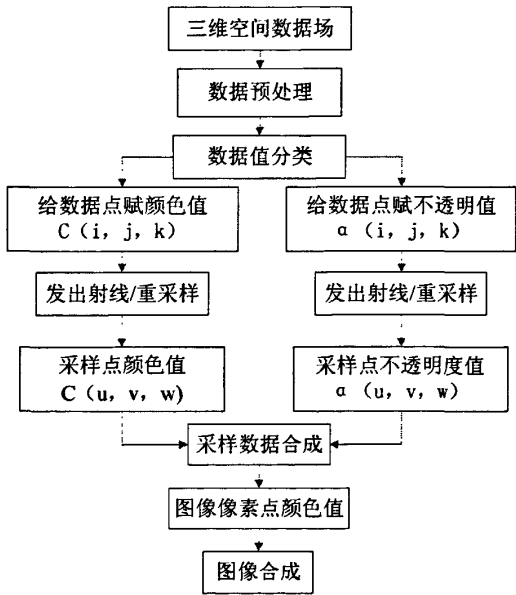 三维空间数据场
数据预处理
数据值分类
给数据点赋颜色值
C（i，j，k）
给数据点赋不透明值
α（i，j，k）
发出射线/重采样
发出射线/重采样
采样点颜色值
C（u，v，w）
采样点不透明度值
α（u，v，w）
采样数据合成
图像像素点颜色值
图像合成